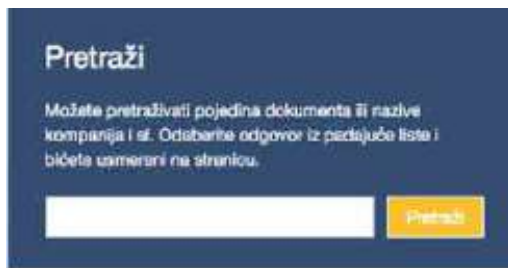 Pretraži
Možete pretraživati pojedina dokumenta ili nazive
kompanija i sl. Odaberite odgovor iz padajuće liste i
bićete usmereni na stranicu.
Pretraži